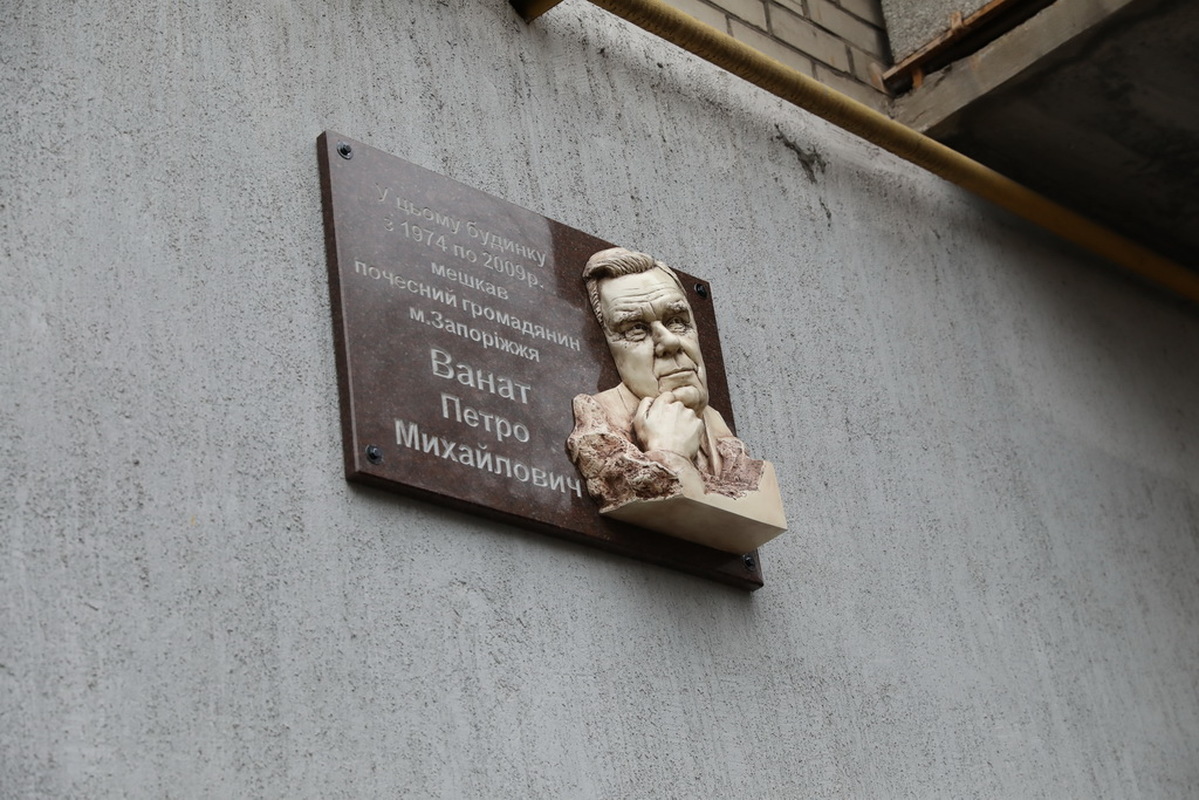 У цьому будинку
з 1974 по 2009р.
мешкав
почесний громадянин
м.Запоріжжя
Ванат
Петро
Михайлович